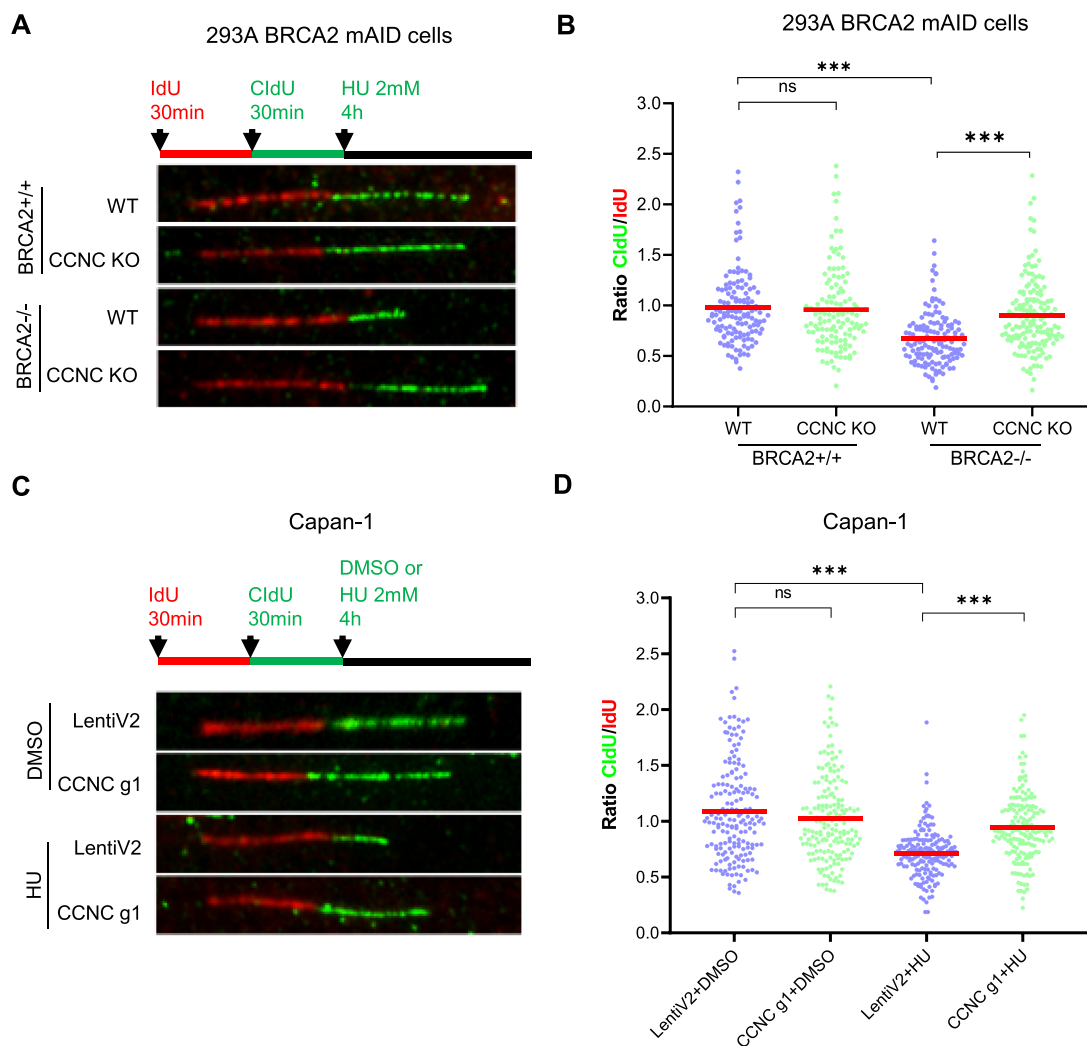 A
293A BRCA2 mAID cells
IdU
30min
CldU
30min
HU 2mM
4h
BRCA2+/+
WT
CCNC KO
BRCA2-/-
WT
CCNC KO
B
293A BRCA2 mAID cells
***
ns
***
Ratio CldU/IdU
3.0
2.5
2.0
1.5
1.0
0.5
0.0
WT
CCNC KO
WT
CCNC KO
BRCA2+/+
BRCA2-/-
C
Capan-1
IdU
30min
CldU
30min
DMSO or
HU 2mM
4h
DMSO
LentiV2
CCNC g1
HU
LentiV2
CCNC g1
D
Capan-1
***
ns
***
Ratio CldU/IdU
3.0
2.5
2.0
1.5
1.0
0.5
0.0
LentiV2+DMSO
CCNC g1+DMSO
LentiV2+HU
CCNC g1+HU